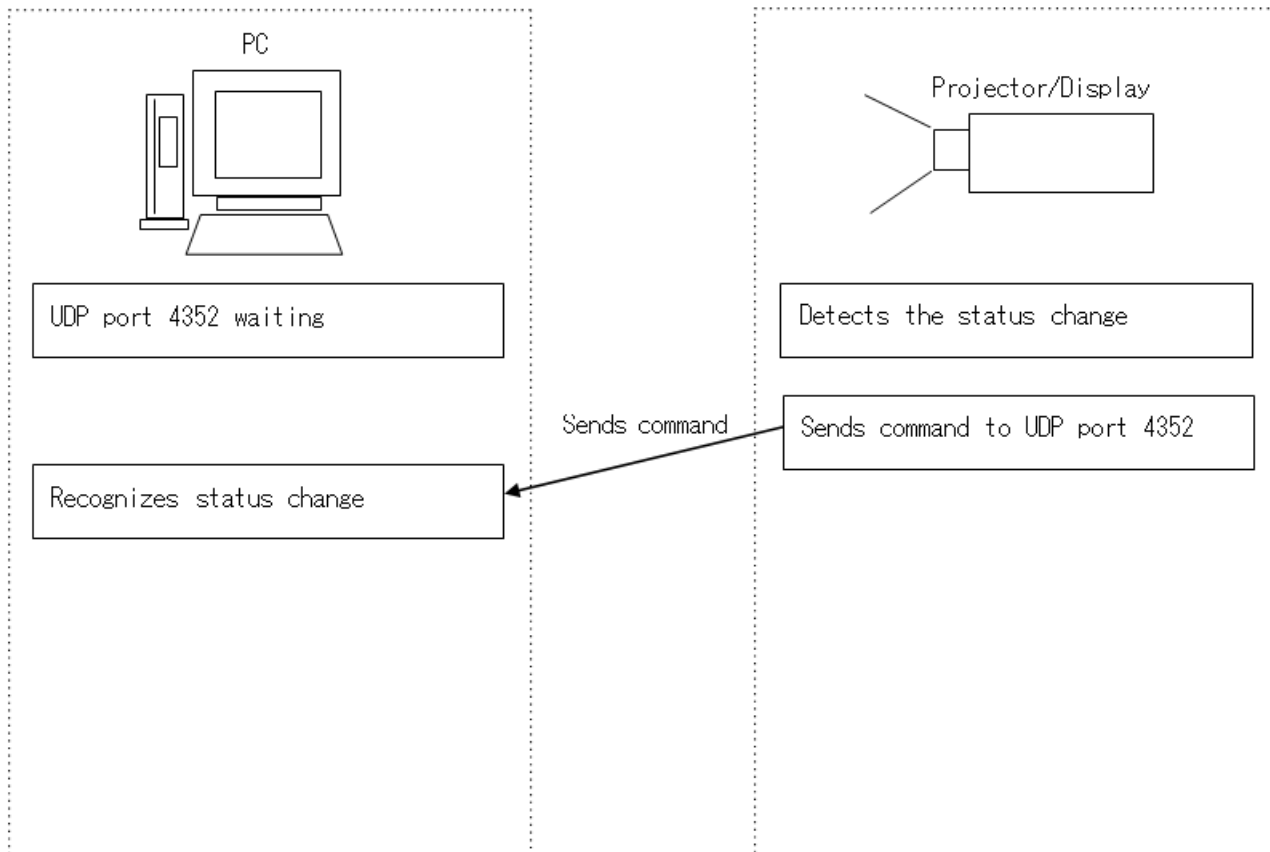 PC
Projector/Display
UDP port 4352 waiting
Detects the status change
Sends command
Sends command to UDP port 4352
Recognizes status change